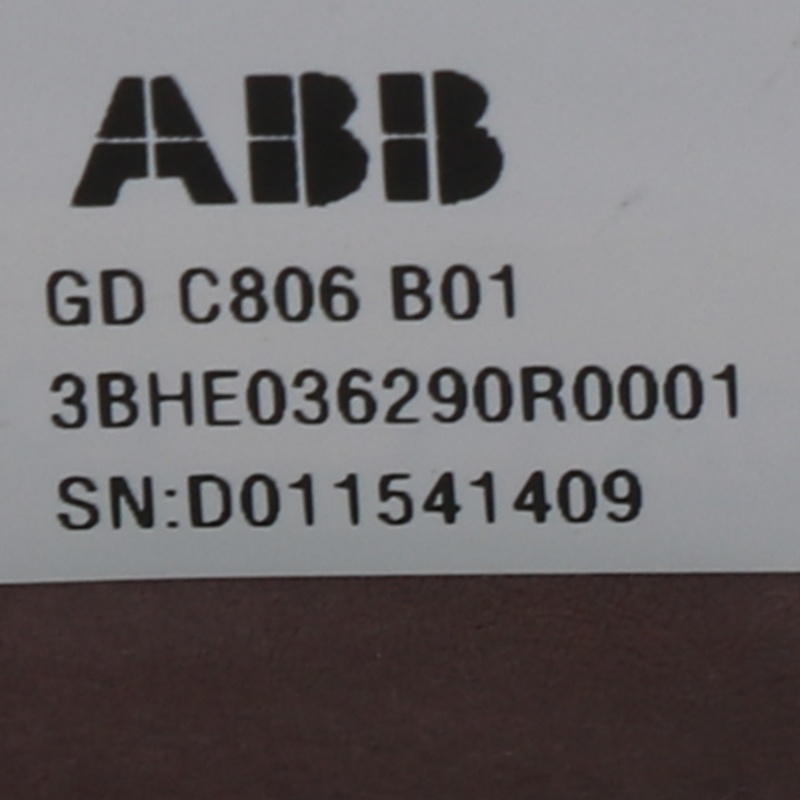 ABB
GD C806 B01
3BHE036290R0001
SN:D011541409